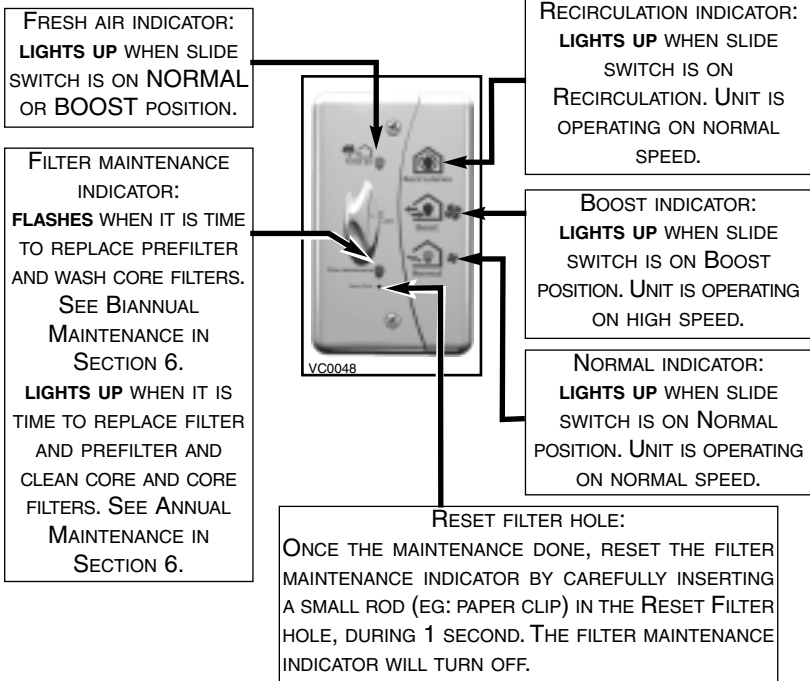 FRESH AIR INDICATOR:
LIGHTS UP WHEN SLIDE
SWITCH IS ON NORMAL
OR BOOST POSITION.
FILTER MAINTENANCE
INDICATOR:
FLASHES WHEN IT IS TIME
TO REPLACE PREFILTER
AND WASH CORE FILTERS.
SEE BIANNUAL
MAINTENANCE IN
SECTION 6.
LIGHTS UP WHEN IT IS
TIME TO REPLACE FILTER
AND PREFILTER AND
CLEAN CORE AND CORE
FILTERS. SEE ANNUAL
MAINTENANCE IN
SECTION 6.
Boost
Normal
VC0048
RECIRCULATION INDICATOR:
LIGHTS UP WHEN SLIDE
SWITCH IS ON
RECIRCULATION. UNIT IS
OPERATING ON NORMAL
SPEED.
BOOST INDICATOR:
LIGHTS UP WHEN SLIDE
SWITCH IS ON BOOST
POSITION. UNIT IS OPERATING
ON HIGH SPEED.
NORMAL INDICATOR:
LIGHTS UP WHEN SLIDE
SWITCH IS ON NORMAL
POSITION. UNIT IS OPERATING
ON NORMAL SPEED.
RESET FILTER HOLE:
ONCE THE MAINTENANCE DONE, RESET THE FILTER
MAINTENANCE INDICATOR BY CAREFULLY INSERTING
A SMALL ROD (EG: PAPER CLIP) IN THE RESET FILTER
HOLE, DURING 1 SECOND. THE FILTER MAINTENANCE
INDICATOR WILL TURN OFF.